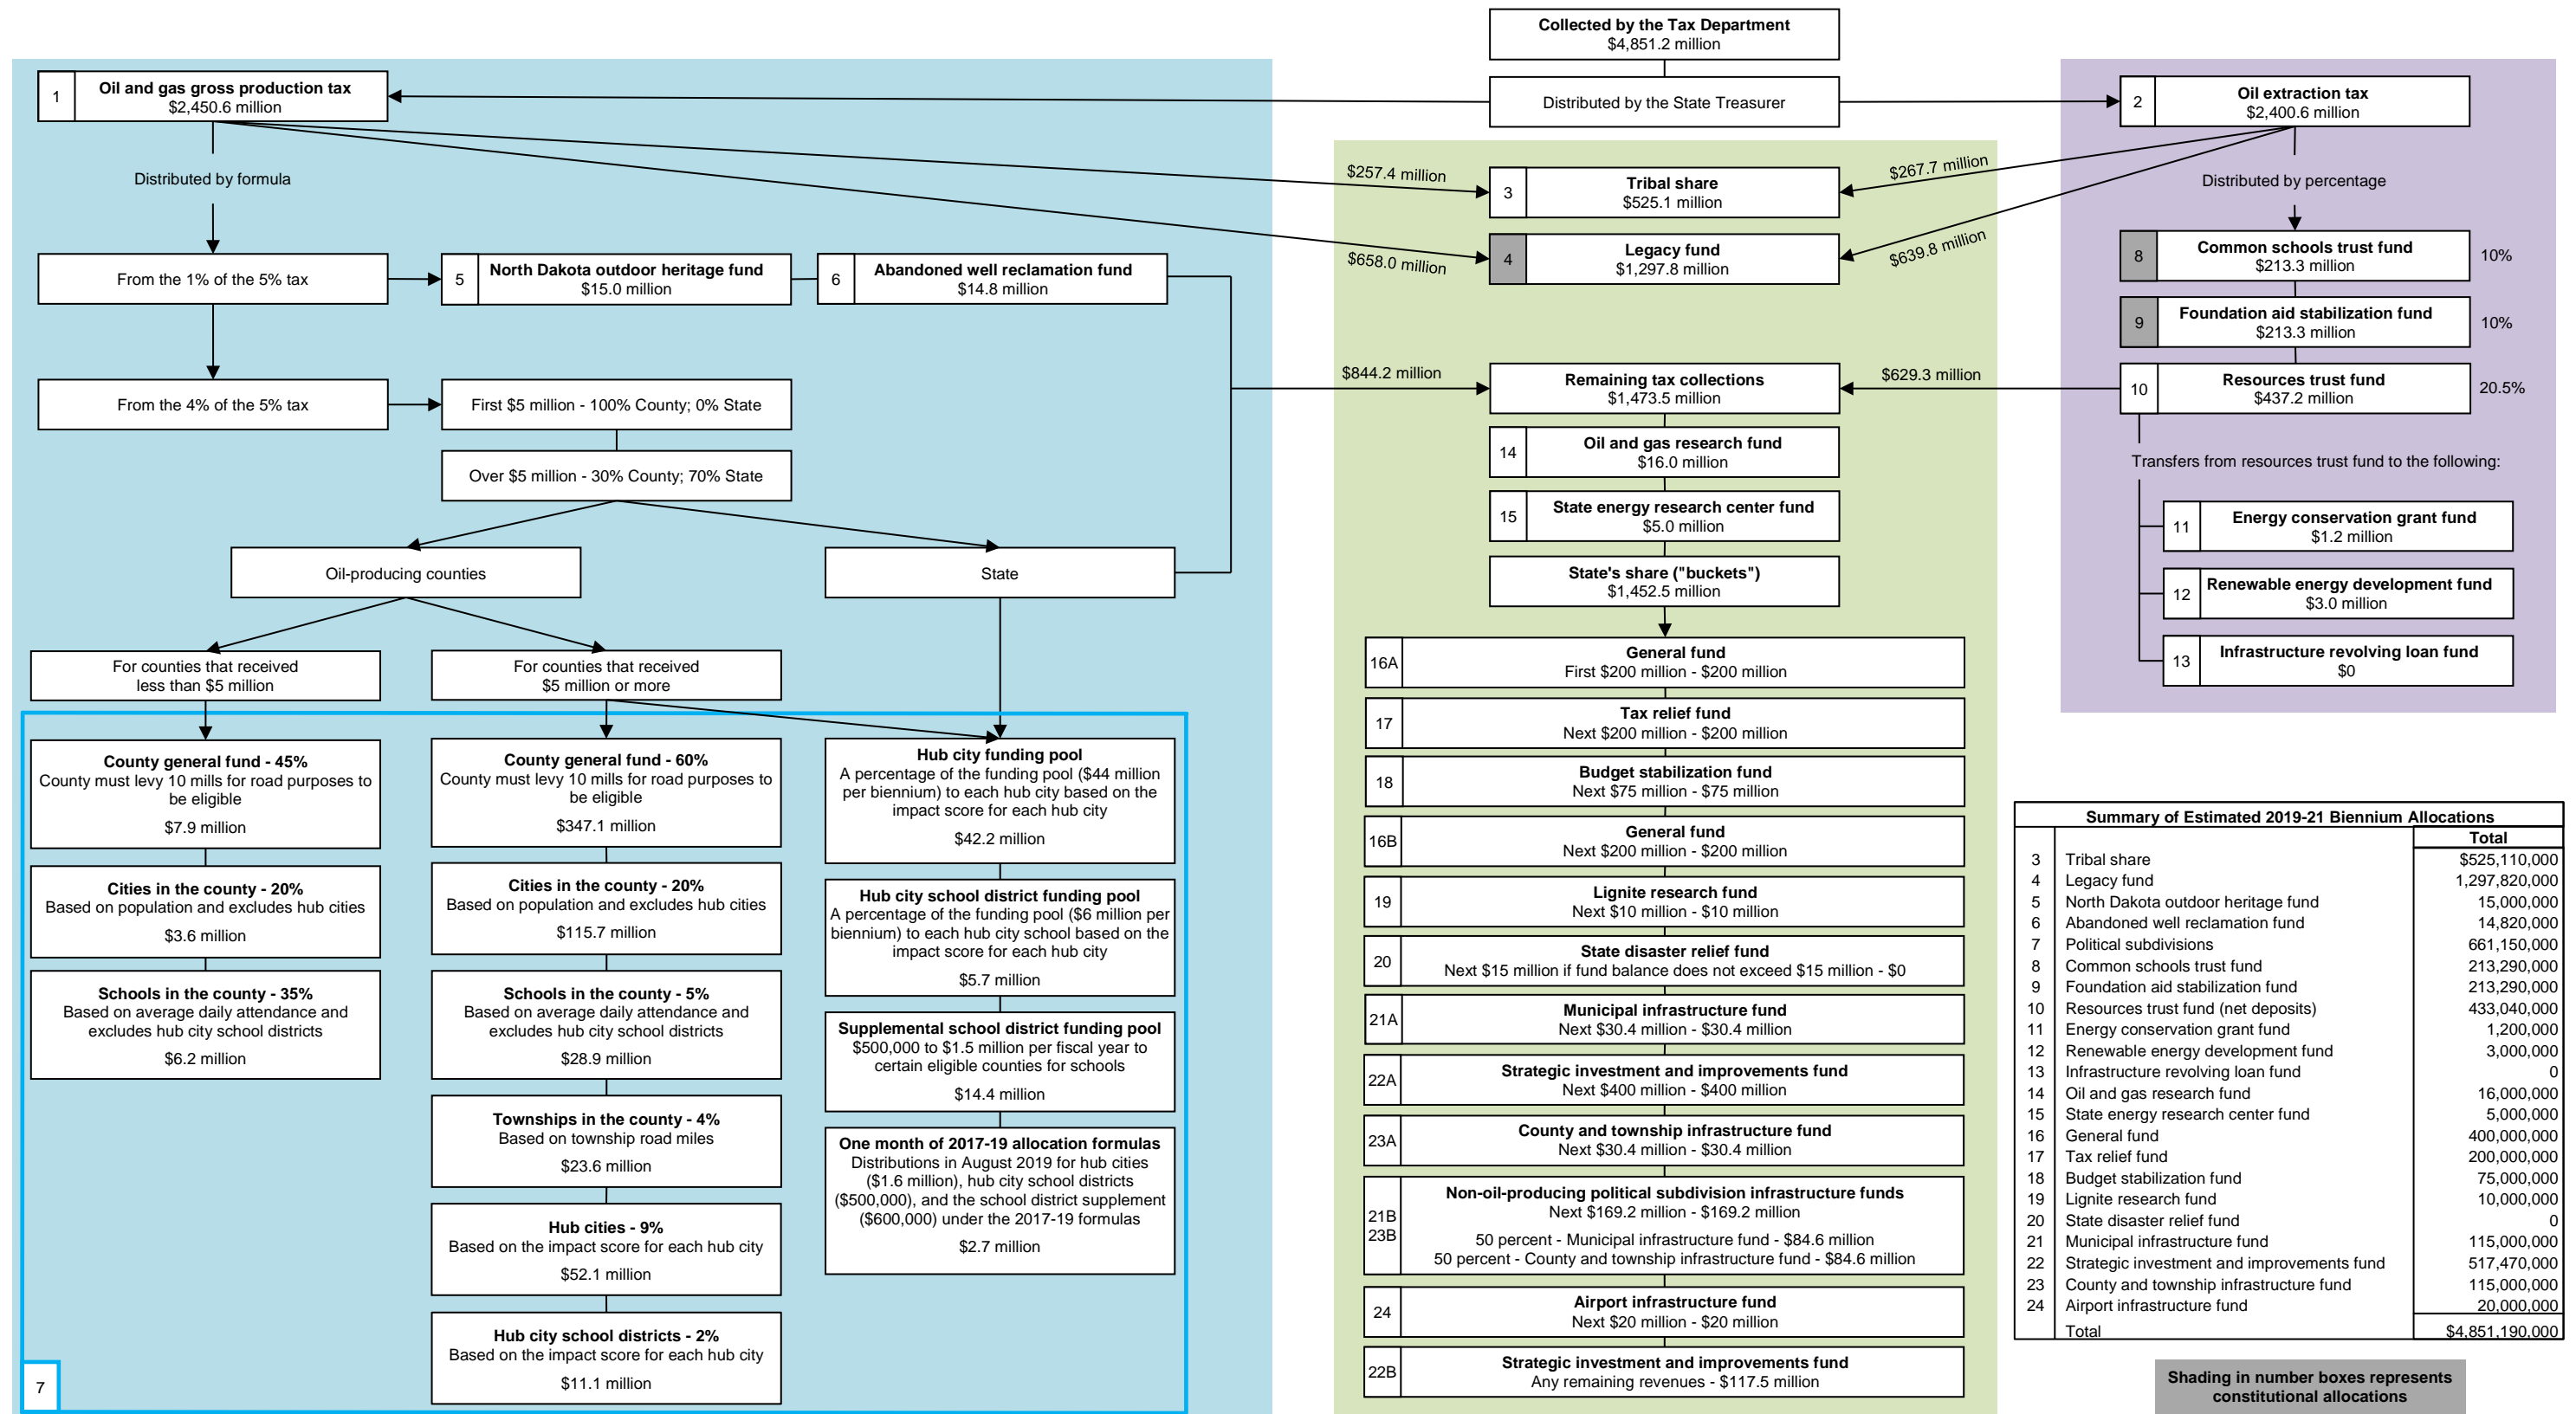 Collected by the Tax Department
$4,851.2 million
Distributed by the State Treasurer
1
Oil and gas gross production tax
$2,450.6 million
Distributed by formula
From the 1% of the 5% tax
5
North Dakota outdoor heritage fund
$15.0 million
6
Abandoned well reclamation fund
$14.8 million
From the 4% of the 5% tax
First $5 million - 100% County; 0% State
Over $5 million - 30% County; 70% State
Oil-producing counties
State
For counties that received
less than $5 million
For counties that received
$5 million or more
County general fund - 45%
County must levy 10 mills for road purposes to
be eligible
$7.9 million
Cities in the county - 20%
Based on population and excludes hub cities
$3.6 million
Schools in the county - 35%
Based on average daily attendance and
excludes hub city school districts
$6.2 million
County general fund - 60%
County must levy 10 mills for road purposes to
be eligible
$347.1 million
Cities in the county - 20%
Based on population and excludes hub cities
$115.7 million
Schools in the county - 5%
Based on average daily attendance and
excludes hub city school districts
$28.9 million
Townships in the county - 4%
Based on township road miles
$23.6 million
Hub cities - 9%
Based on the impact score for each hub city
$52.1 million
Hub city school districts - 2%
Based on the impact score for each hub city
$11.1 million
Hub city funding pool
A percentage of the funding pool ($44 million
per biennium) to each hub city based on the
impact score for each hub city
$42.2 million
Hub city school district funding pool
A percentage of the funding pool ($6 million per
biennium) to each hub city school based on the
impact score for each hub city
$5.7 million
Supplemental school district funding pool
$500,000 to $1.5 million per fiscal year to
certain eligible counties for schools
$14.4 million
One month of 2017-19 allocation formulas
Distributions in August 2019 for hub cities
($1.6 million), hub city school districts
($500,000), and the school district supplement
($600,000) under the 2017-19 formulas
$2.7 million
7
$257.4 million
$267.7 million
3
Tribal share
$525.1 million
$658.0 million
$639.8 million
4
Legacy fund
$1,297.8 million
$844.2 million
$629.3 million
Remaining tax collections
$1,473.5 million
14
Oil and gas research fund
$16.0 million
15
State energy research center fund
$5.0 million
State's share ("buckets")
$1,452.5 million
16A
General fund
First $200 million - $200 million
17
Tax relief fund
Next $200 million - $200 million
18
Budget stabilization fund
Next $75 million - $75 million
16B
General fund
Next $200 million - $200 million
19
Lignite research fund
Next $10 million - $10 million
20
State disaster relief fund
Next $15 million if fund balance does not exceed $15 million - $0
21A
Municipal infrastructure fund
Next $30.4 million - $30.4 million
22A
Strategic investment and improvements fund
Next $400 million - $400 million
23A
County and township infrastructure fund
Next $30.4 million - $30.4 million
21B
23B
Non-oil-producing political subdivision infrastructure funds
Next $169.2 million - $169.2 million
50 percent - Municipal infrastructure fund - $84.6 million
50 percent - County and township infrastructure fund - $84.6 million
24
Airport infrastructure fund
Next $20 million - $20 million
22B
Strategic investment and improvements fund
Any remaining revenues - $117.5 million
2
Oil extraction tax
$2,400.6 million
Distributed by percentage
8
Common schools trust fund
$213.3 million
10%
9
Foundation aid stabilization fund
$213.3 million
10%
10
Resources trust fund
$437.2 million
20.5%
Transfers from resources trust fund to the following:
11
Energy conservation grant fund
$1.2 million
12
Renewable energy development fund
$3.0 million
13
Infrastructure revolving loan fund
$0
Summary of Estimated 2019-21 Biennium Allocations
Total
3 Tribal share $525,110,000
4 Legacy fund 1,297,820,000
5 North Dakota outdoor heritage fund 15,000,000
6 Abandoned well reclamation fund 14,820,000
7 Political subdivisions 661,150,000
8 Common schools trust fund 213,290,000
9 Foundation aid stabilization fund 213,290,000
10 Resources trust fund (net deposits) 433,040,000
11 Energy conservation grant fund 1,200,000
12 Renewable energy development fund 3,000,000
13 Infrastructure revolving loan fund 0
14 Oil and gas research fund 16,000,000
15 State energy research center fund 5,000,000
16 General fund 400,000,000
17 Tax relief fund 200,000,000
18 Budget stabilization fund 75,000,000
19 Lignite research fund 10,000,000
20 State disaster relief fund 0
21 Municipal infrastructure fund 115,000,000
22 Strategic investment and improvements fund 517,470,000
23 County and township infrastructure fund 115,000,000
24 Airport infrastructure fund 20,000,000
Total $4,851,190,000
Shading in number boxes represents
constitutional allocations